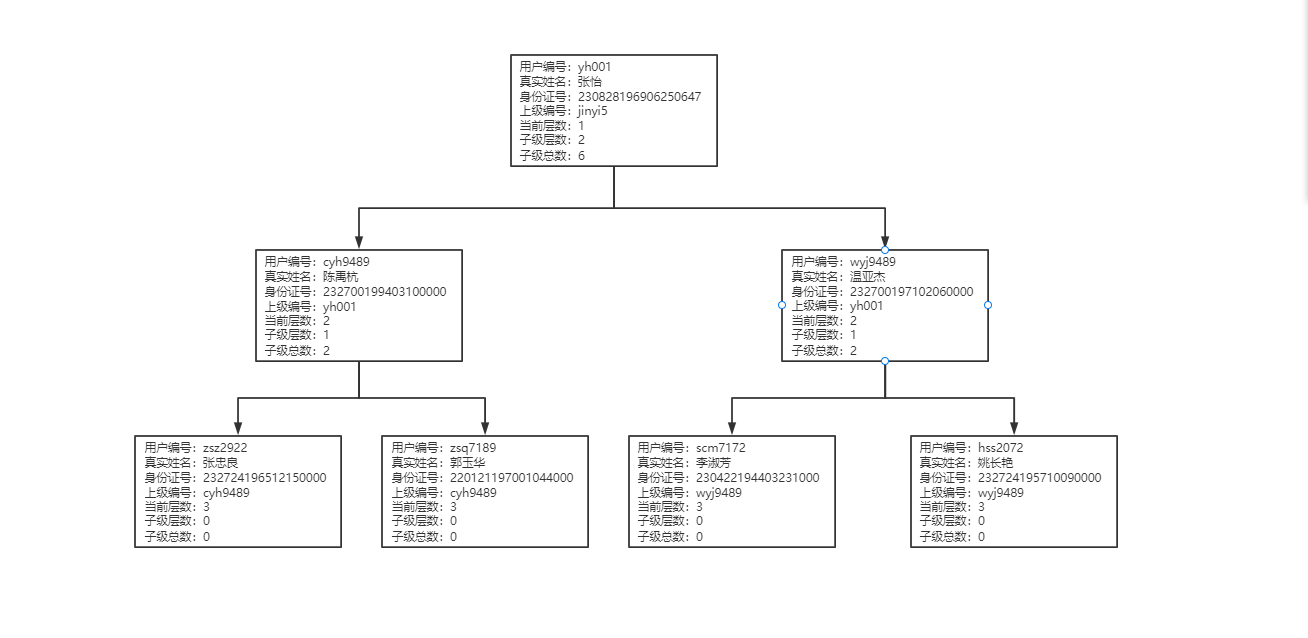 用户编号：yh001
真实姓名：张怡
身份证号：230828196906250647
上级编号：jinyi5
当前层数：1
子级层数：2
子级总数：6
用户编号：cyh9489
真实姓名：陈禹杭
身份证号：232700199403100000
上级编号：yh001
当前层数：2
子级层数：1
子级总数：2
用户编号：wyj9489
真实姓名：温亚杰
身份证号：232700197102060000
上级编号：yh001
当前层数：2
子级层数：1
子级总数：2
用户编号：zsz2922
真实姓名：张忠良
身份证号：232724196512150000
上级编号：cyh9489
当前层数：3
子级层数：0
子级总数：0
用户编号：zsq7189
真实姓名：郭玉华
身份证号：220121197001044000
上级编号：cyh9489
当前层数：3
子级层数：0
子级总数：0
用户编号：scm7172
真实姓名：李淑芳
身份证号：230422194403231000
上级编号：wyj9489
当前层数：3
子级层数：0
子级总数：0
用户编号：hss2072
真实姓名：姚长艳
身份证号：232724195710090000
上级编号：wyj9489
当前层数：3
子级层数：0
子级总数：0